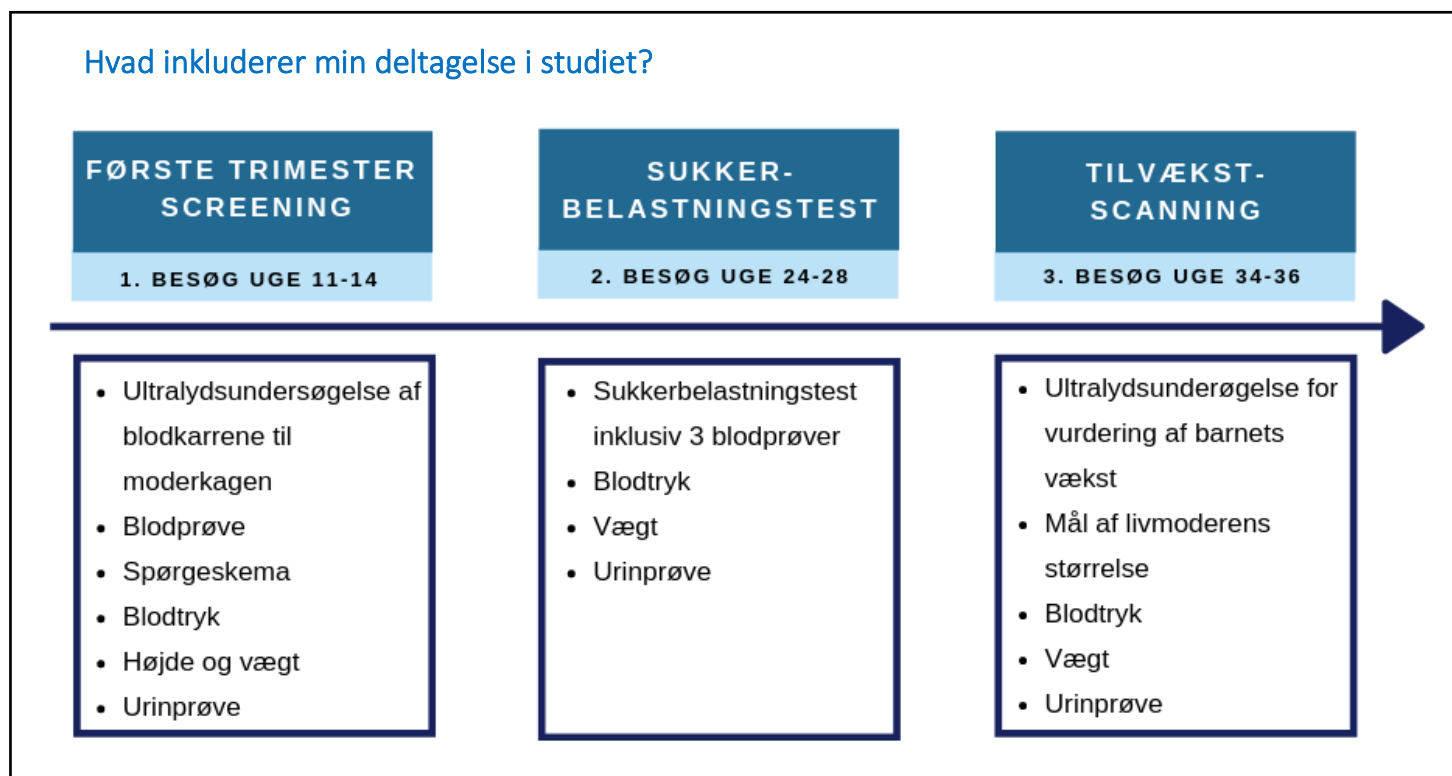 Hvad inkluderer min deltagelse i studiet?
FØRSTE TRIMESTER
SCREENING
1. BESØG UGE 11-14
• Ultralydsundersøgelse af
blodkarrene til
moderkagen
• Blodprøve
• Spørgeskema
• Blodtryk
• Højde og vægt
• Urinprøve
SUKKER-
BELASTNINGSTEST
2. BESØG UGE 24-28
• Sukkerbelastningstest
inklusiv 3 blodprøver
• Blodtryk
• Vægt
• Urinprøve
TILVÆKST-
SCANNING
3. BESØG UGE 34-36
• Ultralydsunderøgelse for
vurdering af barnets
vækst
• Mål af livmoderens
størrelse
• Blodtryk
• Vægt
• Urinprøve